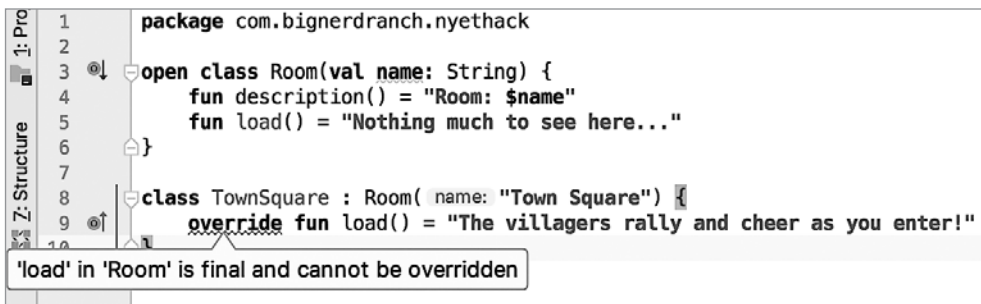 1: Pro
7: Structure
1 package com.bignerdranch.nyethack
2
3 open class Room(val name: String) {
4 fun description() = "Room: $name"
5 fun load() = "Nothing much to see here..."
6 }
7
8 class TownSquare : Room( name: "Town Square") {
9 override fun load() = "The villagers rally and cheer as you enter!"
10 }
'load' in 'Room' is final and cannot be overridden